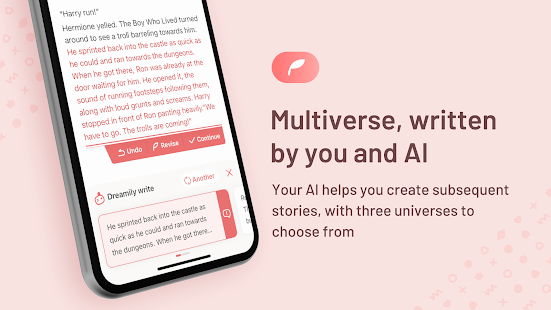 "Harry run!"
Hermione yelled. The Boy Who Lived turned
around to see a troll barreling towards him.
He sprinted back into the castle as quick as
he could and ran towards the dungeons.
When he got there, Ron was already at the
door waiting for him. He opened it, the
sound of running footsteps following them,
along with loud grunts and screams. Harry
stopped in front of Ron panting heavily."We
have to go. The trolls are coming!"
Undo
Revise
Continue
Dreamily write
Another
He sprinted back into the castle as
quick as he could and ran towards
the dungeons. When he got there...
Multiverse, written
by you and AI
Your AI helps you create subsequent
stories, with three universes to
choose from